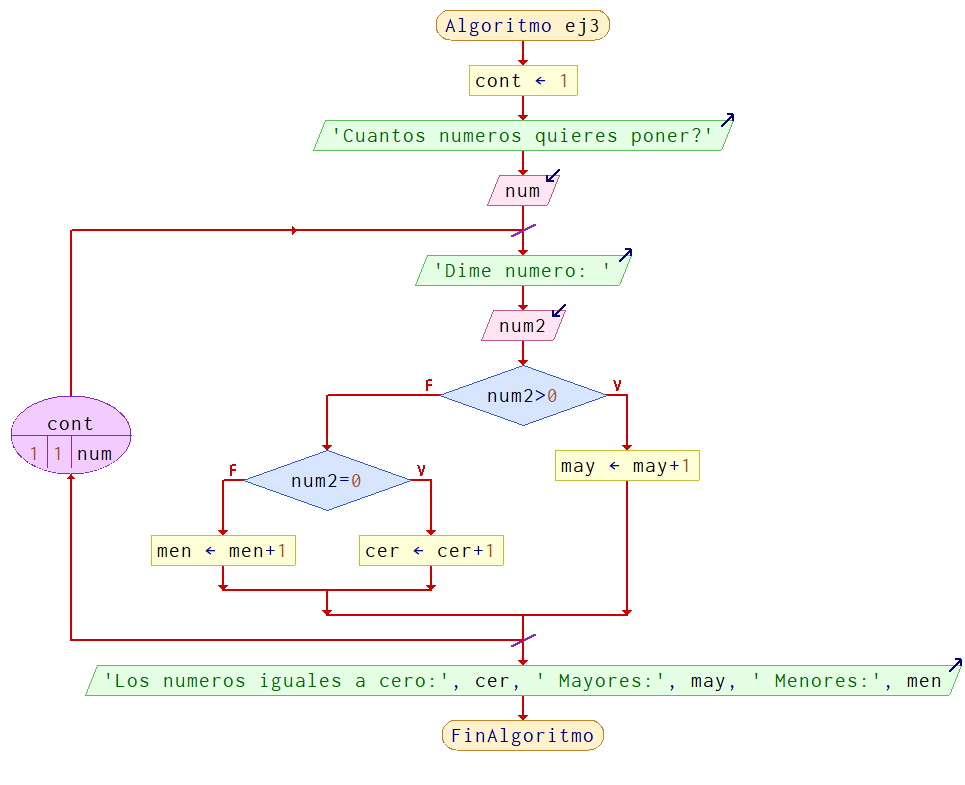 Algoritmo ej3
cont ← 1
'Cuantos numeros quieres poner?'
num
'Dime numero: '
num2
F
V
num2>0
cont
1 1 num
may ← may+1
F
V
num2=0
men ← men+1
cer ← cer+1
'Los numeros iguales a cero:', cer, ' Mayores:', may, ' Menores:', men
FinAlgoritmo